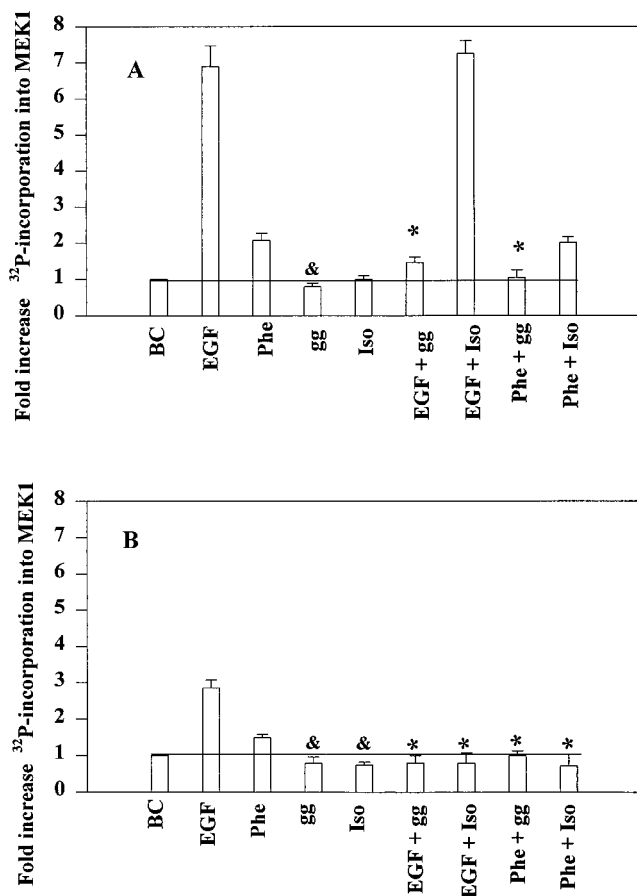 Fold increase ³²P-incorporation into MEK1
8
7
6
5
4
3
2
1
0
A
&
*
*
BC
EGF
Phe
gg
Iso
EGF + gg
EGF + Iso
Phe + gg
Phe + Iso
Fold increase ³²P-incorporation into MEK1
8
7
6
5
4
3
2
1
0
B
&
&
*
*
*
*
BC
EGF
Phe
gg
Iso
EGF + gg
EGF + Iso
Phe + gg
Phe + Iso